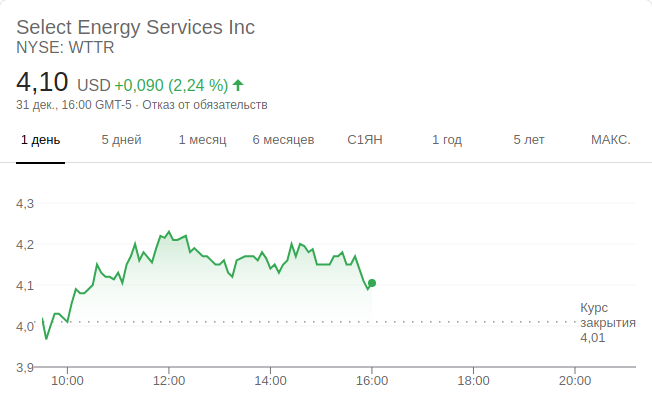 Select Energy Services Inc
NYSE: WTTR
4,10 USD +0,090 (2,24 %)
31 дек., 16:00 GMT-5 · Отказ от обязательств
1 день 5 дней 1 месяц 6 месяцев С1ЯН 1 год 5 лет МАКС.
4,3
4,2
4,1
4,0
3,9
Курс
закрытия
4,01
10:00 12:00 14:00 16:00 18:00 20:00